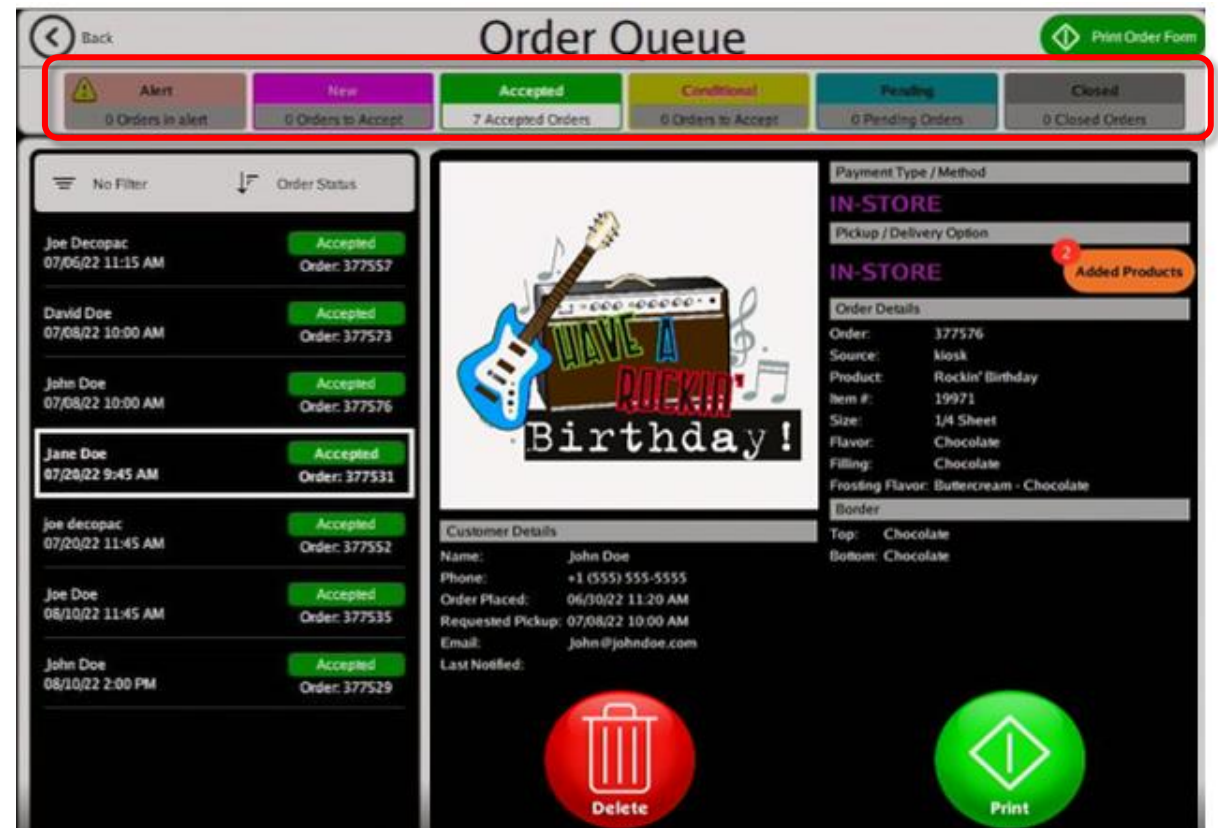 Back
Order Queue
Print Order Form
Alert
0 Orders in alert
New
0 Orders to Accept
Accepted
7 Accepted Orders
Conditional
0 Orders to Accept
Pending
0 Pending Orders
Closed
0 Closed Orders
No Filter
Order Status
Joe Decopac Accepted
07/06/22 11:15 AM Order: 377557
David Doe Accepted
07/08/22 10:00 AM Order: 377573
John Doe Accepted
07/08/22 10:00 AM Order: 377576
Jane Doe Accepted
07/20/22 9:45 AM Order: 377531
joe decopac Accepted
07/20/22 11:45 AM Order: 377552
Joe Doe Accepted
08/10/22 11:45 AM Order: 377535
John Doe Accepted
08/10/22 2:00 PM Order: 377529
HAVE A
ROCKIN'
Birthday!
Customer Details
Name: John Doe
Phone: +1 (555) 555-5555
Order Placed: 06/30/22 11:20 AM
Requested Pickup: 07/08/22 10:00 AM
Email: John@johndoe.com
Last Notified:
Delete
Payment Type / Method
IN-STORE
Pickup / Delivery Option
IN-STORE
2
Added Products
Order Details
Order: 377576
Source: kiosk
Product: Rockin' Birthday
Item #: 19971
Size: 1/4 Sheet
Flavor: Chocolate
Filling: Chocolate
Frosting Flavor: Buttercream - Chocolate
Border
Top: Chocolate
Bottom: Chocolate
Print